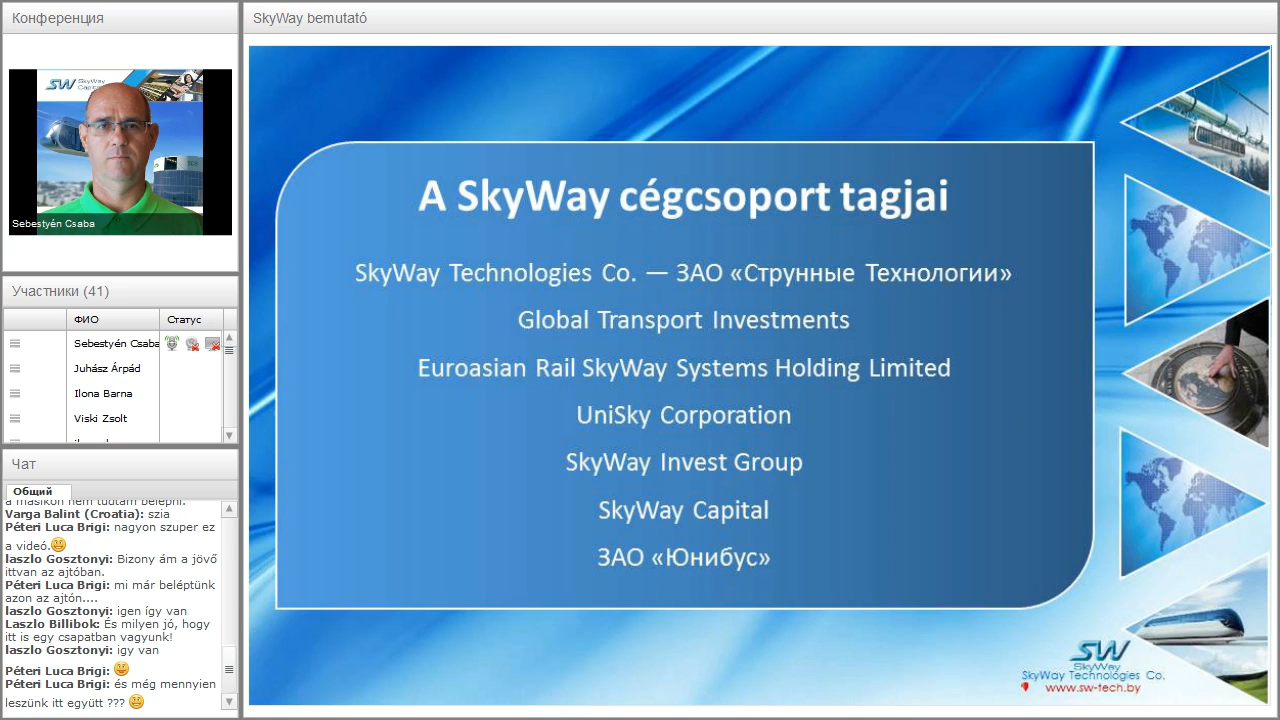 Конференция
SkyWay bemutató
SW SkyWay
Sebestyén Csaba
Участники (41)
ФИО
Статус
Sebestyén Csaba
Juhász Árpád
Ilona Barna
Viski Zsolt
Чат
Общий
a másikon nem tudtam belépni.
Varga Balint (Croatia): szia
Péteri Luca Brigi: nagyon szuper ez
a videó.
laszlo Gosztonyi: Bizony ám a jövő
ittvan az ajtóban.
Péteri Luca Brigi: mi már beléptünk
azon az ajtón....
laszlo Gosztonyi: igen így van
Laszlo Billibok: És milyen jó, hogy
itt is egy csapatban vagyunk!
laszlo Gosztonyi: igy van
Péteri Luca Brigi:
Péteri Luca Brigi: és még mennyien
leszünk itt együtt ???
A SkyWay cégcsoport tagjai
SkyWay Technologies Co. — ЗАО «Струнные Технологии»
Global Transport Investments
Euroasian Rail SkyWay Systems Holding Limited
UniSky Corporation
SkyWay Invest Group
SkyWay Capital
ЗАО «Юнибус»
SW
SkyWay
SkyWay Technologies Co.
www.sw-tech.by